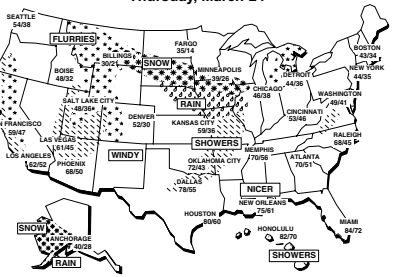 SEATTLE
54/38
FLURRIES
FARGO
35/14
BILLINGS
30/21
SNOW
BOISE
48/32
MINNEAPOLIS
39/26
BOSTON
43/34
DETROIT
44/36
NEW YORK
44/35
CHICAGO
46/38
SALT LAKE CITY
48/36
RAIN
WASHINGTON
49/41
DENVER
52/30
CINCINNATI
53/46
N FRANCISCO
59/47
KANSAS CITY
59/36
RALEIGH
68/45
LAS VEGAS
61/45
SHOWERS
MEMPHIS
70/56
LOS ANGELES
62/52
WINDY
ATLANTA
70/51
PHOENIX
68/50
OKLAHOMA CITY
72/43
DALLAS
78/55
NICER
NEW ORLEANS
75/61
HOUSTON
80/60
MIAMI
84/72
SNOW
HONOLULU
82/70
ANCHORAGE
40/28
SHOWERS
RAIN